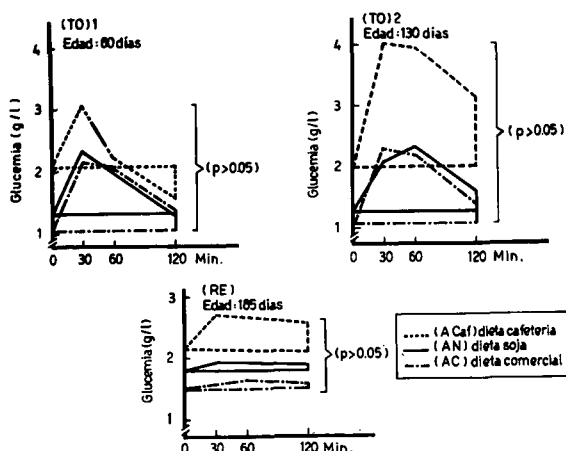 (TO)1
Edad:60 días
Glucemia (g/l)
4
3
2
1
0
30
60
120 Min.
(p>0.05)
(TO)2
Edad:130 días
Glucemia (g/l)
4
3
2
1
0
30
60
120 Min.
(p>0.05)
(RE)
Edad:185 días
Glucemia (g/l)
3
2
1
0
30
60
120 Min.
(p>0.05)
(ACaf) dieta cafeteria
(AN) dieta soja
(AC) dieta comercial